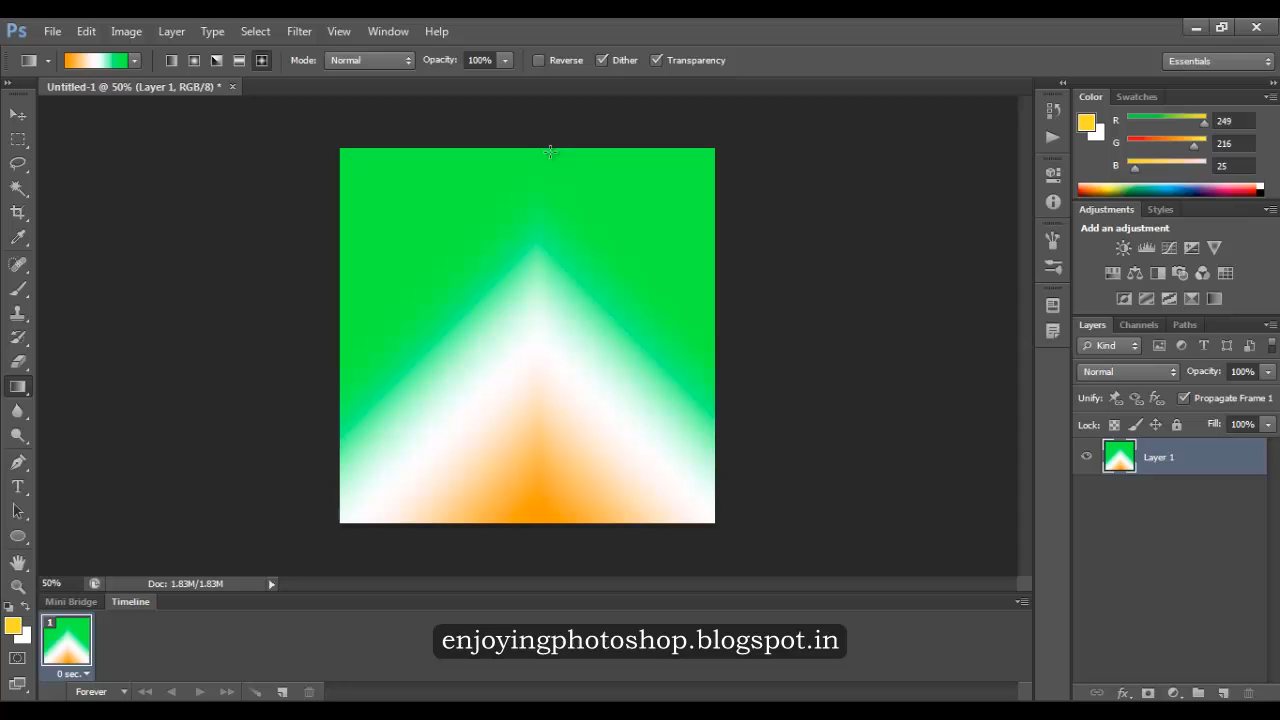 Ps File Edit Image Layer Type Select Filter View Window Help
Mode: Normal Opacity: 100% Reverse Dither Transparency Essentials
Untitled-1 @ 50% (Layer 1, RGB/8) * ×
Color Swatches
R 249
G 216
B 25
Adjustments Styles
Add an adjustment
Layers Channels Paths
Kind T
Normal Opacity: 100%
Unify: Propagate Frame 1
Lock: Fill: 100%
Layer 1
50% Doc: 1.83M/1.83M
Mini Bridge Timeline
1
0 sec.
Forever
enjoyingphotoshop.blogspot.in